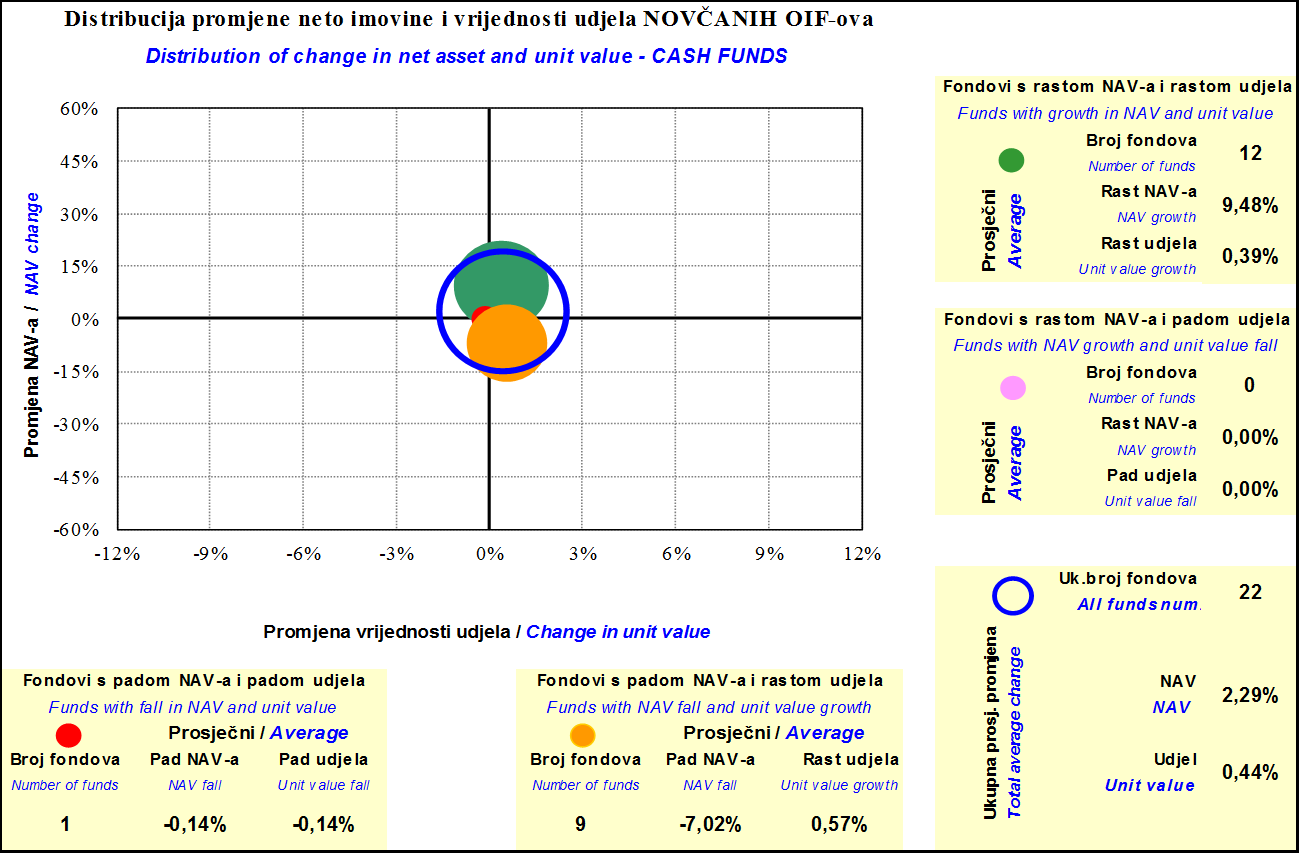 Distribucija promjene neto imovine i vrijednosti udjela NOVČANIH OIF-ova
Distribution of change in net asset and unit value - CASH FUNDS
60%
45%
30%
15%
0%
-15%
-30%
-45%
-60%
Promjena NAV-a / NAV change
-12% -9% -6% -3% 0% 3% 6% 9% 12%
Promjena vrijednosti udjela / Change in unit value
Fondovi s rastom NAV-a i rastom udjela
Funds with growth in NAV and unit value
Prosječni
Average
Broj fondova
Number of funds
12
Rast NAV-a
NAV growth
9,48%
Rast udjela
Unit value growth
0,39%
Fondovi s rastom NAV-a i padom udjela
Funds with NAV growth and unit value fall
Prosječni
Average
Broj fondova
Number of funds
0
Rast NAV-a
NAV growth
0,00%
Pad udjela
Unit value fall
0,00%
Ukupna prosj. promjena
Total average change
Uk.broj fondova
All funds num.
22
NAV
NAV
2,29%
Udjel
Unit value
0,44%
Fondovi s padom NAV-a i padom udjela
Funds with fall in NAV and unit value
Prosječni / Average
Broj fondova Pad NAV-a Pad udjela
Number of funds NAV fall Unit value fall
1 -0,14% -0,14%
Fondovi s padom NAV-a i rastom udjela
Funds with NAV fall and unit value growth
Prosječni / Average
Broj fondova Pad NAV-a Rast udjela
Number of funds NAV fall Unit value growth
9 -7,02% 0,57%